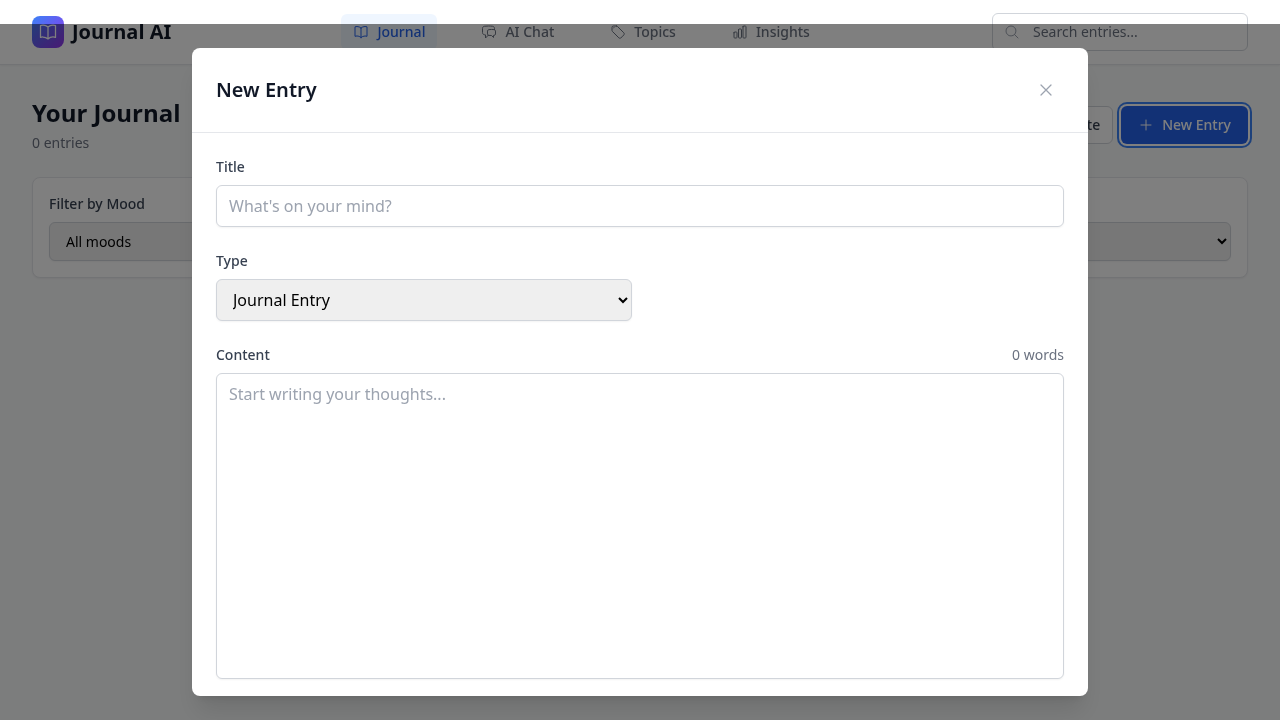 Journal AI
Journal
AI Chat
Topics
Insights
Search entries...
Your Journal
0 entries
New Entry
Filter by Mood
All moods
New Entry
Title
What's on your mind?
Type
Journal Entry
Content
0 words
Start writing your thoughts...